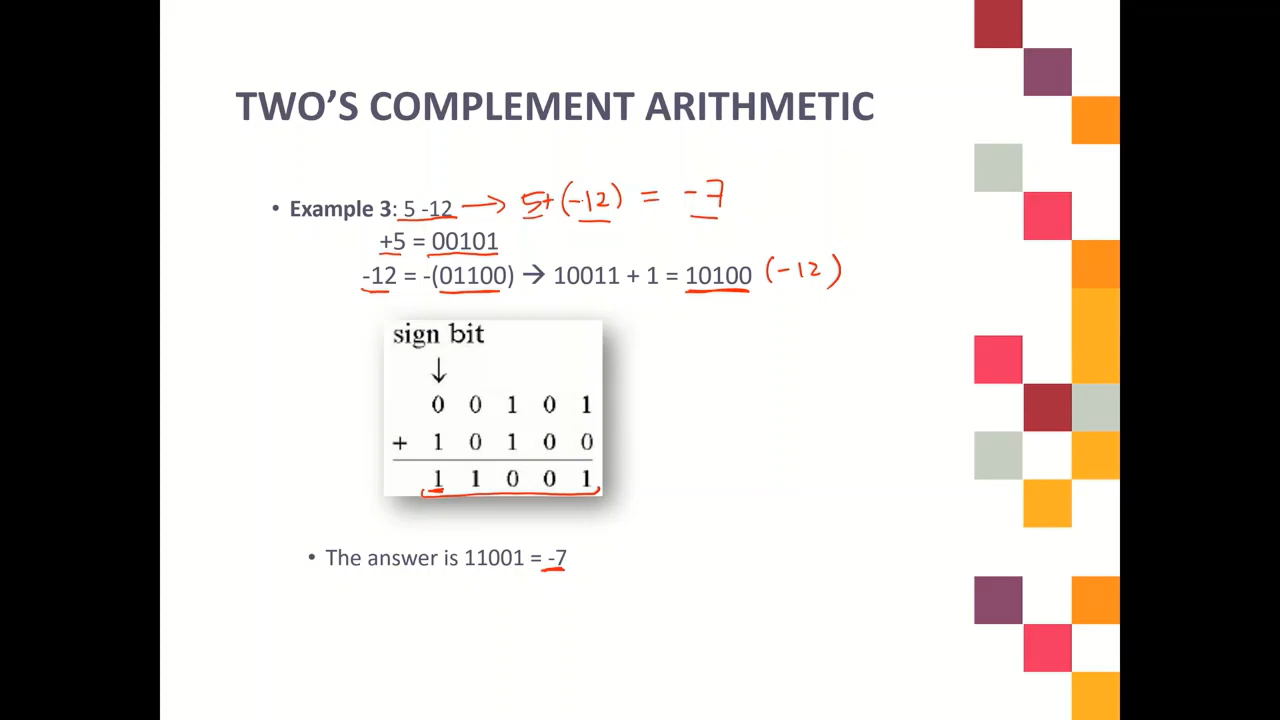 TWO'S COMPLEMENT ARITHMETIC
• Example 3: 5 -12 → 5+(-12) = -7
+5 = 00101
-12 = -(01100) → 10011 + 1 = 10100 (-12)
sign bit
↓
0 0 1 0 1
+ 1 0 1 0 0
1 1 0 0 1
• The answer is 11001 = -7